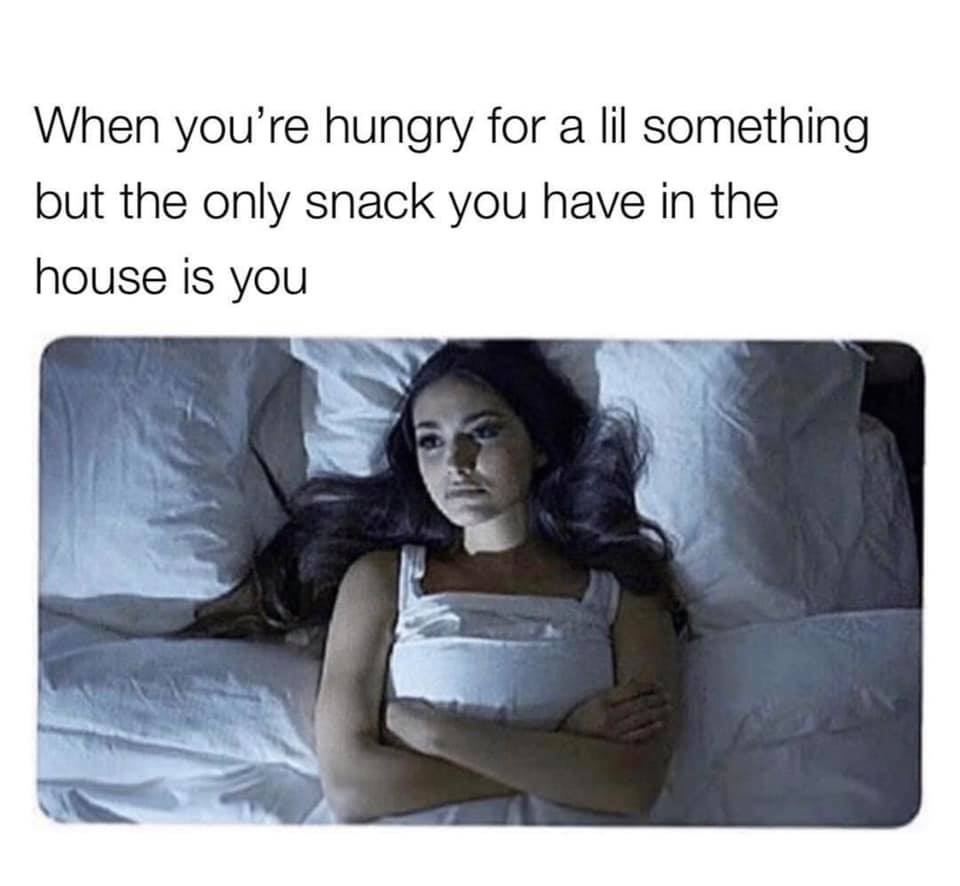 When you’re hungry for a lil something
but the only snack you have in the
house is you